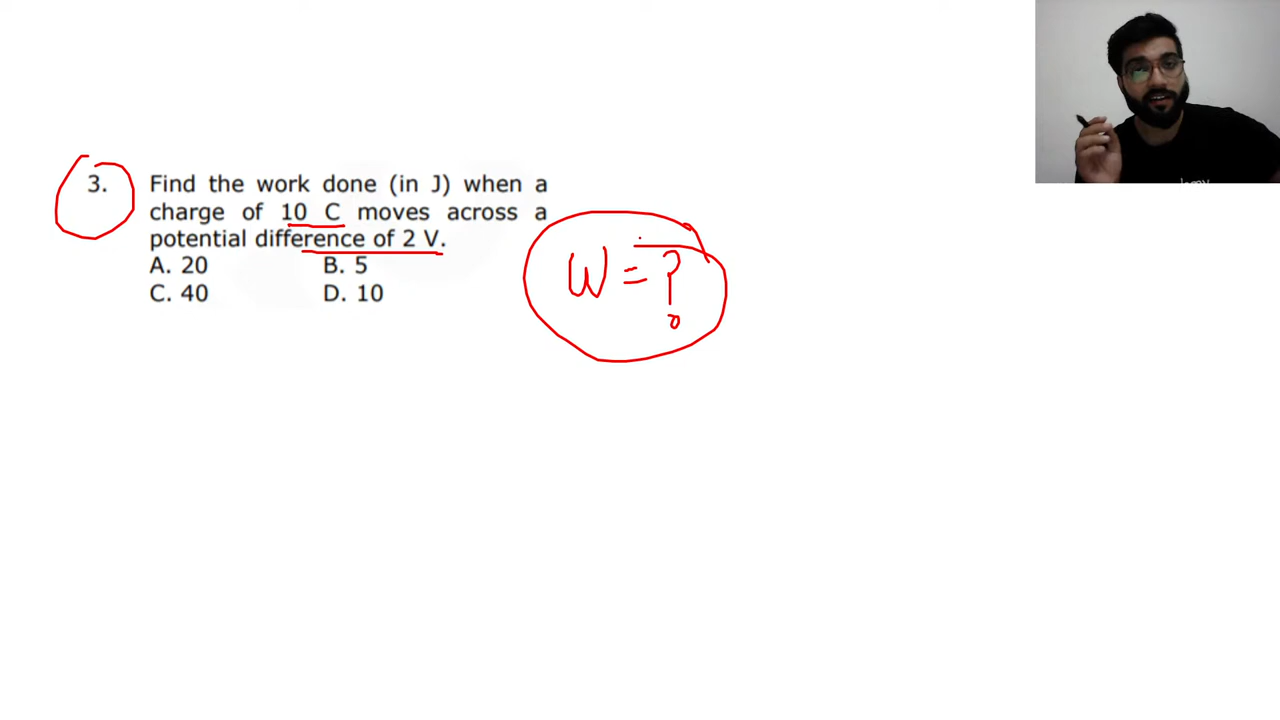 3. Find the work done (in J) when a
charge of 10 C moves across a
potential difference of 2 V.
A. 20 B. 5
C. 40 D. 10
W = ?